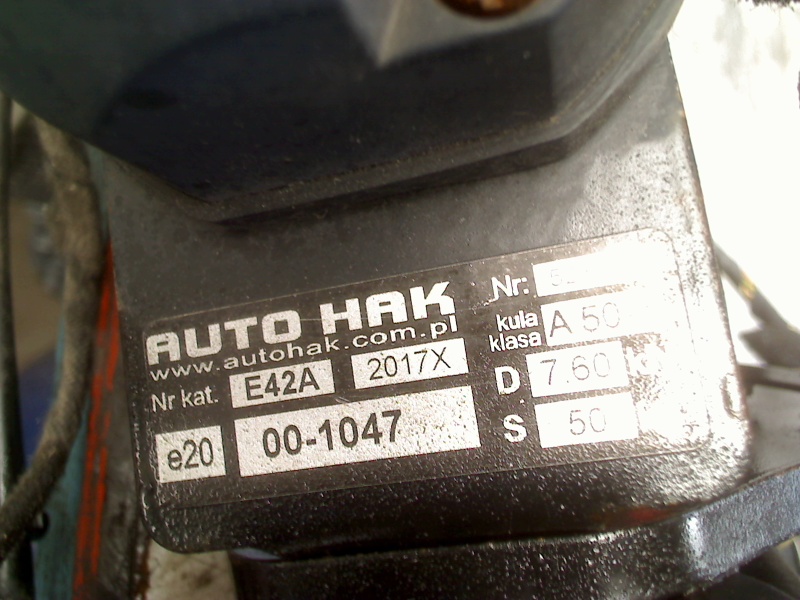 AUTO HAK
www.autohak.com.pl
Nr kat. E42A 2017X
e20 00-1047
Nr:
kula klasa A 50
D 7.60
S 50